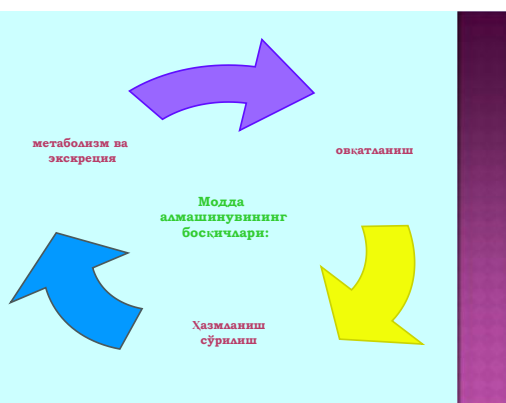 метаболизм ва
экскреция
овқатланиш
Модда
алмашинувининг
босқичлари:
Ҳазмланиш
сўрилиш